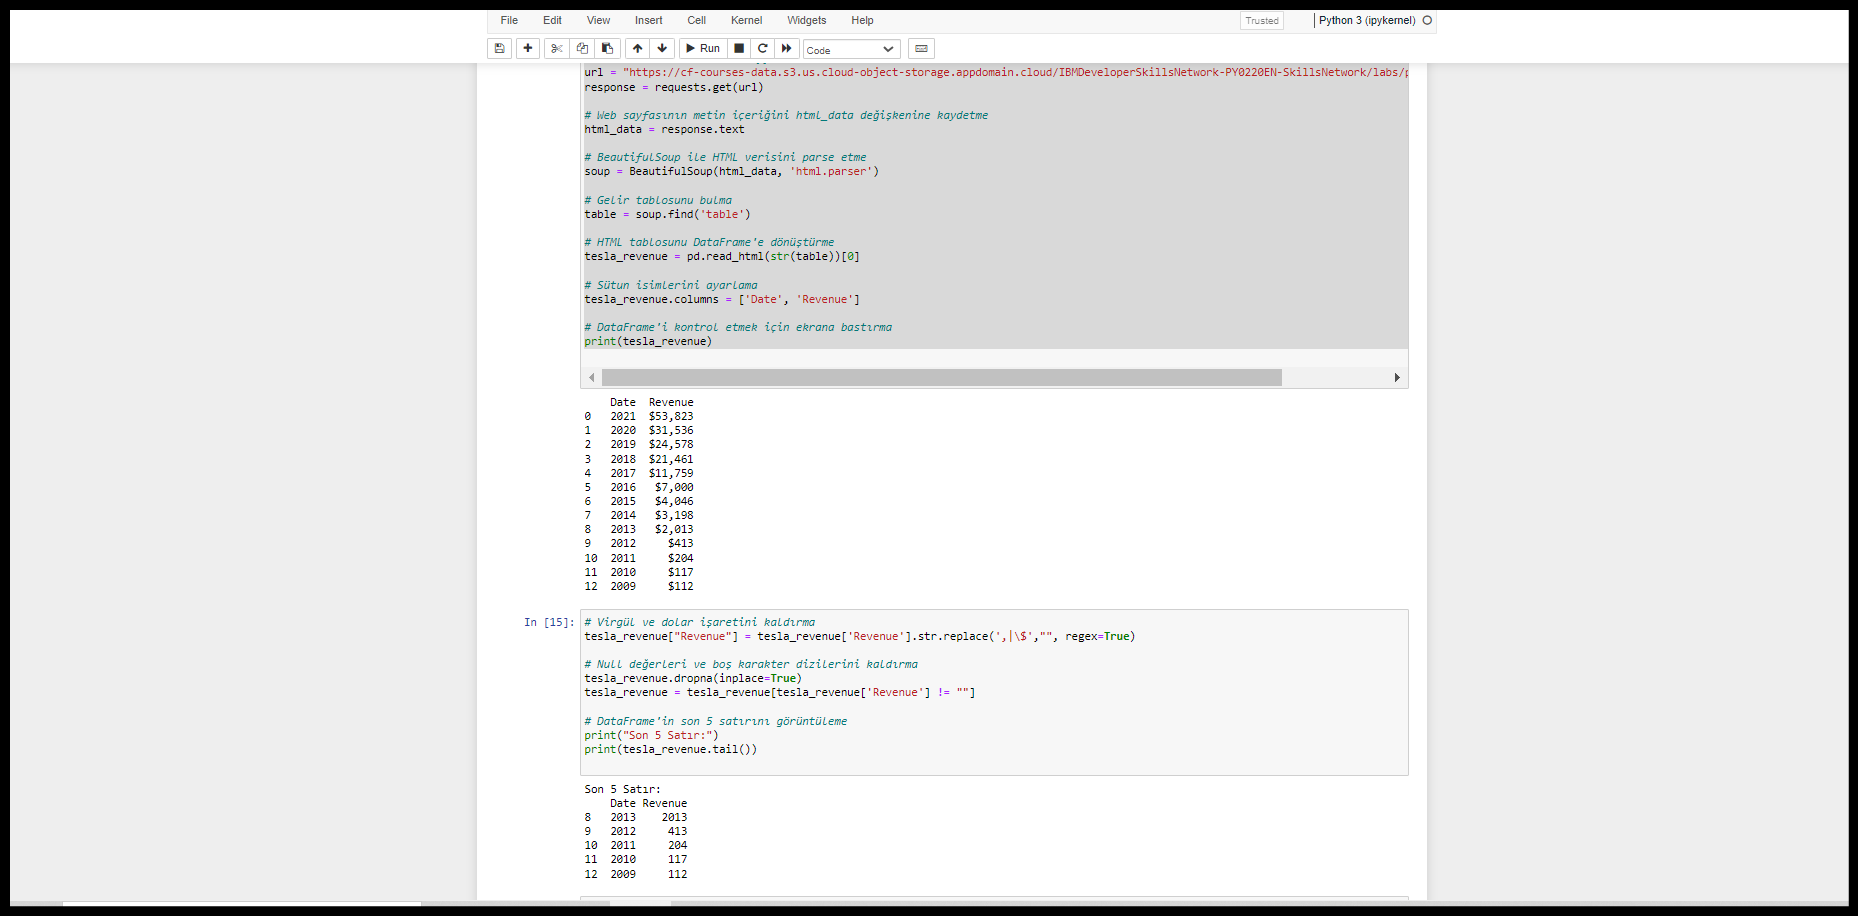 File Edit View Insert Cell Kernel Widgets Help Trusted Python 3 (ipykernel)
Run Code
url = "https://cf-courses-data.s3.us.cloud-object-storage.appdomain.cloud/IBMDeveloperSkillsNetwork-PY0220EN-SkillsNetwork/labs/
response = requests.get(url)
# Web sayfasının metin içeriğini html_data değişkenine kaydetme
html_data = response.text
# BeautifulSoup ile HTML verisini parse etme
soup = BeautifulSoup(html_data, 'html.parser')
# Gelir tablosunu bulma
table = soup.find('table')
# HTML tablosunu DataFrame'e dönüştürme
tesla_revenue = pd.read_html(str(table))[0]
# Sütun isimlerini ayarlama
tesla_revenue.columns = ['Date', 'Revenue']
# DataFrame'i kontrol etmek için ekrana bastırma
print(tesla_revenue)
Date Revenue
0 2021 $53,823
1 2020 $31,536
2 2019 $24,578
3 2018 $21,461
4 2017 $11,759
5 2016 $7,000
6 2015 $4,046
7 2014 $3,198
8 2013 $2,013
9 2012 $413
10 2011 $204
11 2010 $117
12 2009 $112
In [15]: # Virgül ve dolar işaretini kaldırma
tesla_revenue["Revenue"] = tesla_revenue['Revenue'].str.replace(',|\$',"", regex=True)
# Null değerleri ve boş karakter dizilerini kaldırma
tesla_revenue.dropna(inplace=True)
tesla_revenue = tesla_revenue[tesla_revenue['Revenue'] != ""]
# DataFrame'in son 5 satırını görüntüleme
print("Son 5 Satır:")
print(tesla_revenue.tail())
Son 5 Satır:
Date Revenue
8 2013 2013
9 2012 413
10 2011 204
11 2010 117
12 2009 112